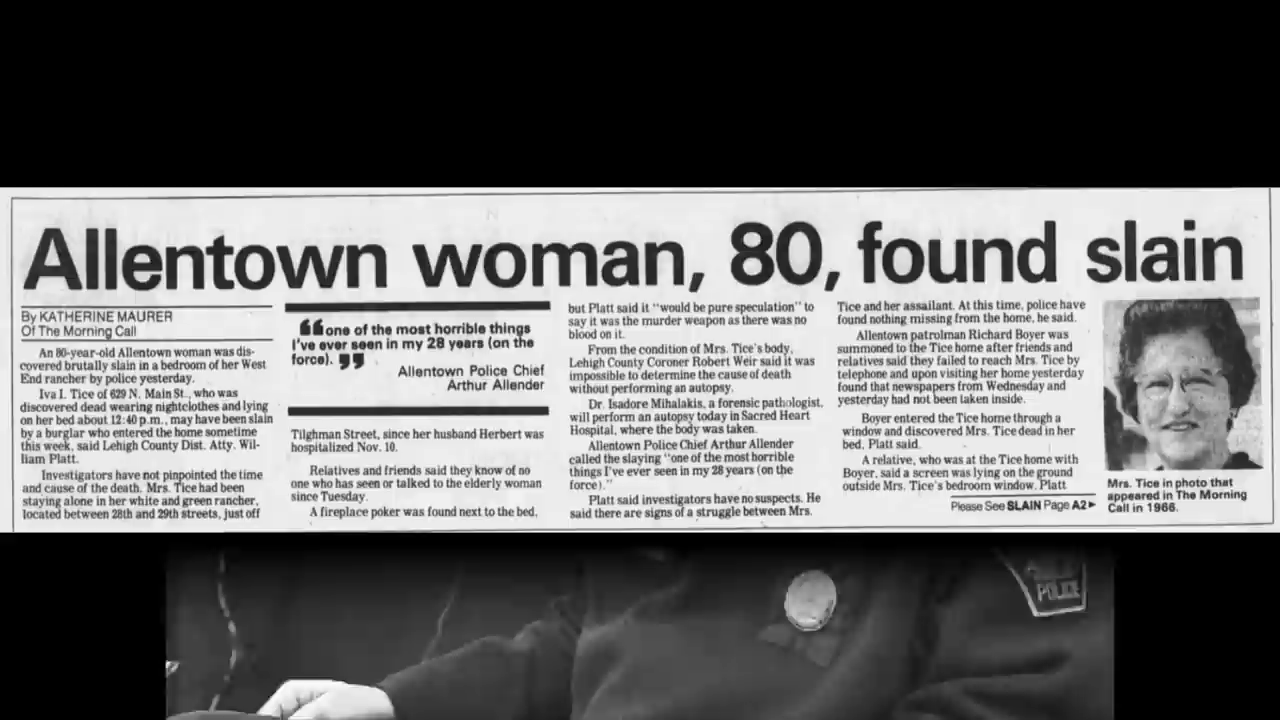 Allentown woman, 80, found slain
By KATHERINE MAURER
Of The Morning Call
An 80-year-old Allentown woman was dis-
covered brutally slain in a bedroom of her West
End rancher by police yesterday.
Iva I. Tice of 629 N. Main St., who was
discovered dead wearing nightclothes and lying
on her bed about 12:40 p.m., may have been slain
by a burglar who entered the home sometime
this week, said Lehigh County Dist. Atty. Wil-
liam Platt.
Investigators have not pinpointed the time
and cause of the death. Mrs. Tice had been
staying alone in her white and green rancher,
located between 28th and 29th streets, just off
“one of the most horrible things
I've ever seen in my 28 years (on the
force). ”
Allentown Police Chief
Arthur Allender
Tilghman Street, since her husband Herbert was
hospitalized Nov. 10.
Relatives and friends said they know of no
one who has seen or talked to the elderly woman
since Tuesday.
A fireplace poker was found next to the bed,
but Platt said it "would be pure speculation" to
say it was the murder weapon as there was no
blood on it.
From the condition of Mrs. Tice's body,
Lehigh County Coroner Robert Weir said it was
impossible to determine the cause of death
without performing an autopsy.
Dr. Isadore Mihalakis, a forensic pathologist,
will perform an autopsy today in Sacred Heart
Hospital, where the body was taken.
Allentown Police Chief Arthur Allender
called the slaying "one of the most horrible
things I've ever seen in my 28 years (on the
force)."
Platt said investigators have no suspects. He
said there are signs of a struggle between Mrs.
Tice and her assailant. At this time, police have
found nothing missing from the home, he said.
Allentown patrolman Richard Boyer was
summoned to the Tice home after friends and
relatives said they failed to reach Mrs. Tice by
telephone and upon visiting her home yesterday
found that newspapers from Wednesday and
yesterday had not been taken inside.
Boyer entered the Tice home through a
window and discovered Mrs. Tice dead in her
bed, Platt said.
A relative, who was at the Tice home with
Boyer, said a screen was lying on the ground
outside Mrs. Tice's bedroom window. Platt
Please See SLAIN Page A2▶
Mrs. Tice in photo that
appeared in The Morning
Call in 1966.
POLICE